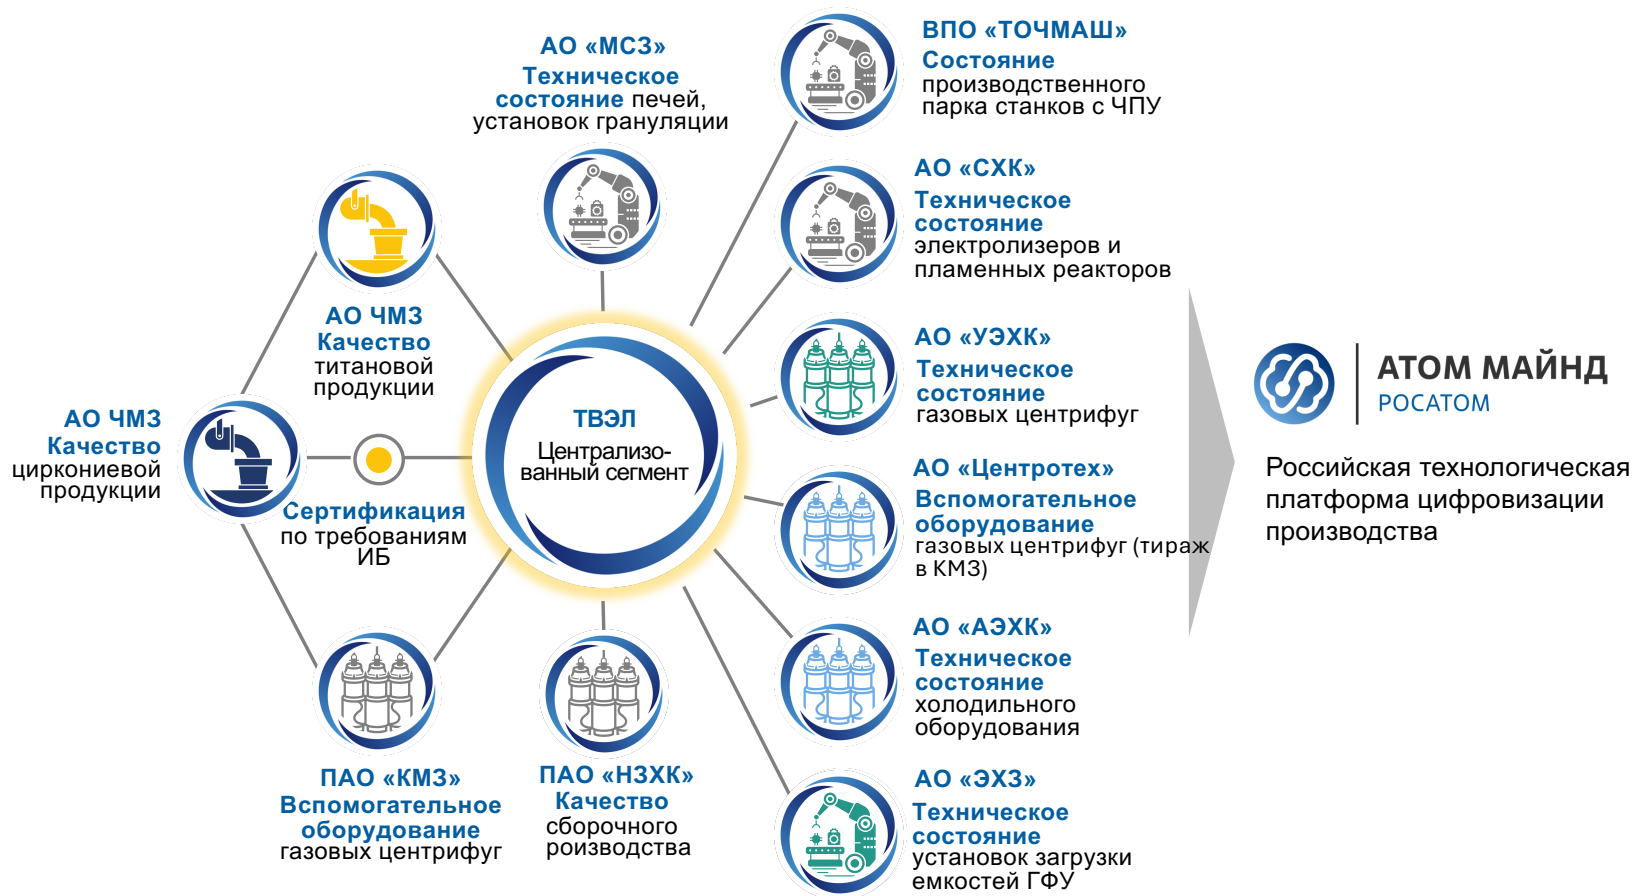 АО «МСЗ»
Техническое
состояние печей,
установок грануляции
АО ЧМЗ
Качество
титановой
продукции
АО ЧМЗ
Качество
циркониевой
продукции
Сертификация
по требованиям
ИБ
ТВЭЛ
Централизо-
ванный сегмент
ПАО «КМЗ»
Вспомогательное
оборудование
газовых центрифуг
ПАО «НЗХК»
Качество
сборочного
роизводства
ВПО «ТОЧМАШ»
Состояние
производственного
парка станков с ЧПУ
АО «СХК»
Техническое
состояние
электролизеров и
пламенных реакторов
АО «УЭХК»
Техническое
состояние
газовых центрифуг
АО «Центротех»
Вспомогательное
оборудование
газовых центрифуг (тираж
в КМЗ)
АО «АЭХК»
Техническое
состояние
холодильного
оборудования
АО «ЭХЗ»
Техническое
состояние
установок загрузки
емкостей ГФУ
АТОМ МАЙНД
РОСАТОМ
Российская технологическая
платформа цифровизации
производства